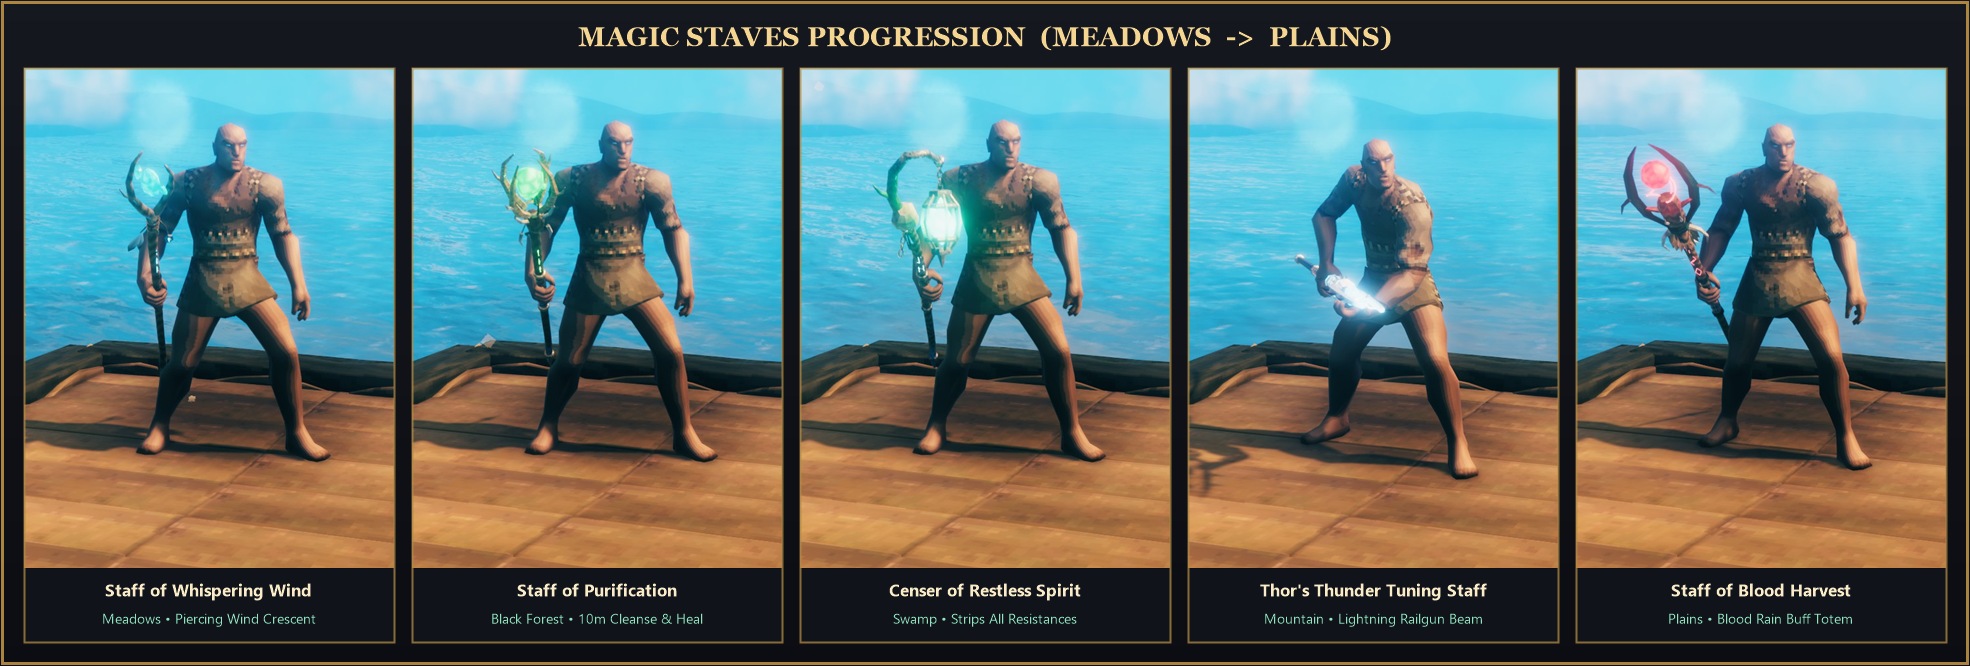 MAGIC STAVES PROGRESSION (MEADOWS -> PLAINS)
Staff of Whispering Wind
Meadows • Piercing Wind Crescent
Staff of Purification
Black Forest • 10m Cleanse & Heal
Censer of Restless Spirit
Swamp • Strips All Resistances
Thor's Thunder Tuning Staff
Mountain • Lightning Railgun Beam
Staff of Blood Harvest
Plains • Blood Rain Buff Totem